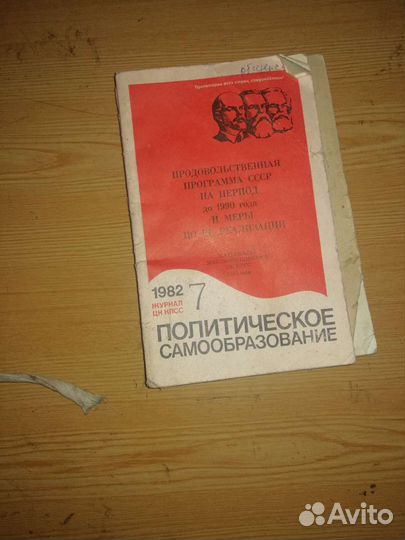 Пролетарии всех стран, соединяйтесь!
ПРОДОВОЛЬСТВЕННАЯ
ПРОГРАММА СССР
НА ПЕРИОД
до 1990 года
И МЕРЫ
ПО ЕЕ РЕАЛИЗАЦИИ
1982 7
ЖУРНАЛ
ЦК КПСС
ПОЛИТИЧЕСКОЕ
САМООБРАЗОВАНИЕ
Avito